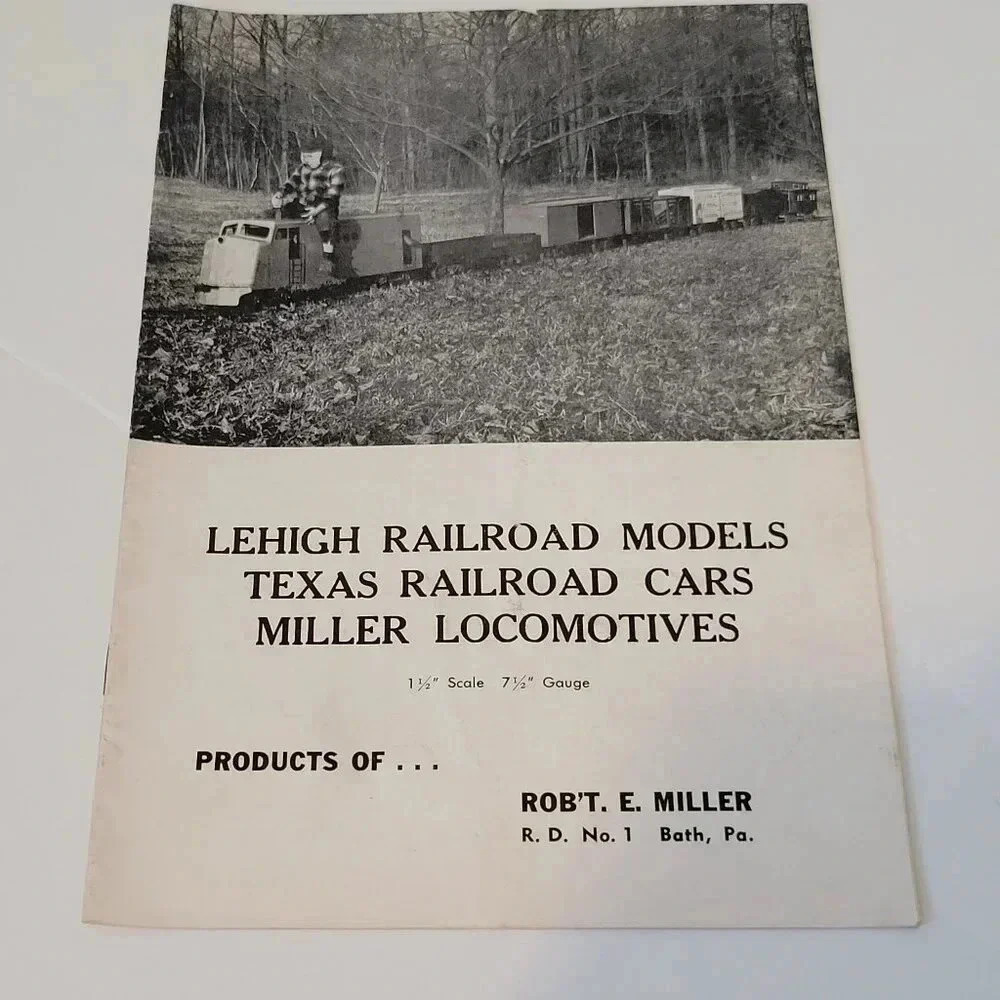 LEHIGH RAILROAD MODELS
TEXAS RAILROAD CARS
MILLER LOCOMOTIVES
1½" Scale 7½" Gauge
PRODUCTS OF . . .
ROB'T. E. MILLER
R. D. No. 1 Bath, Pa.